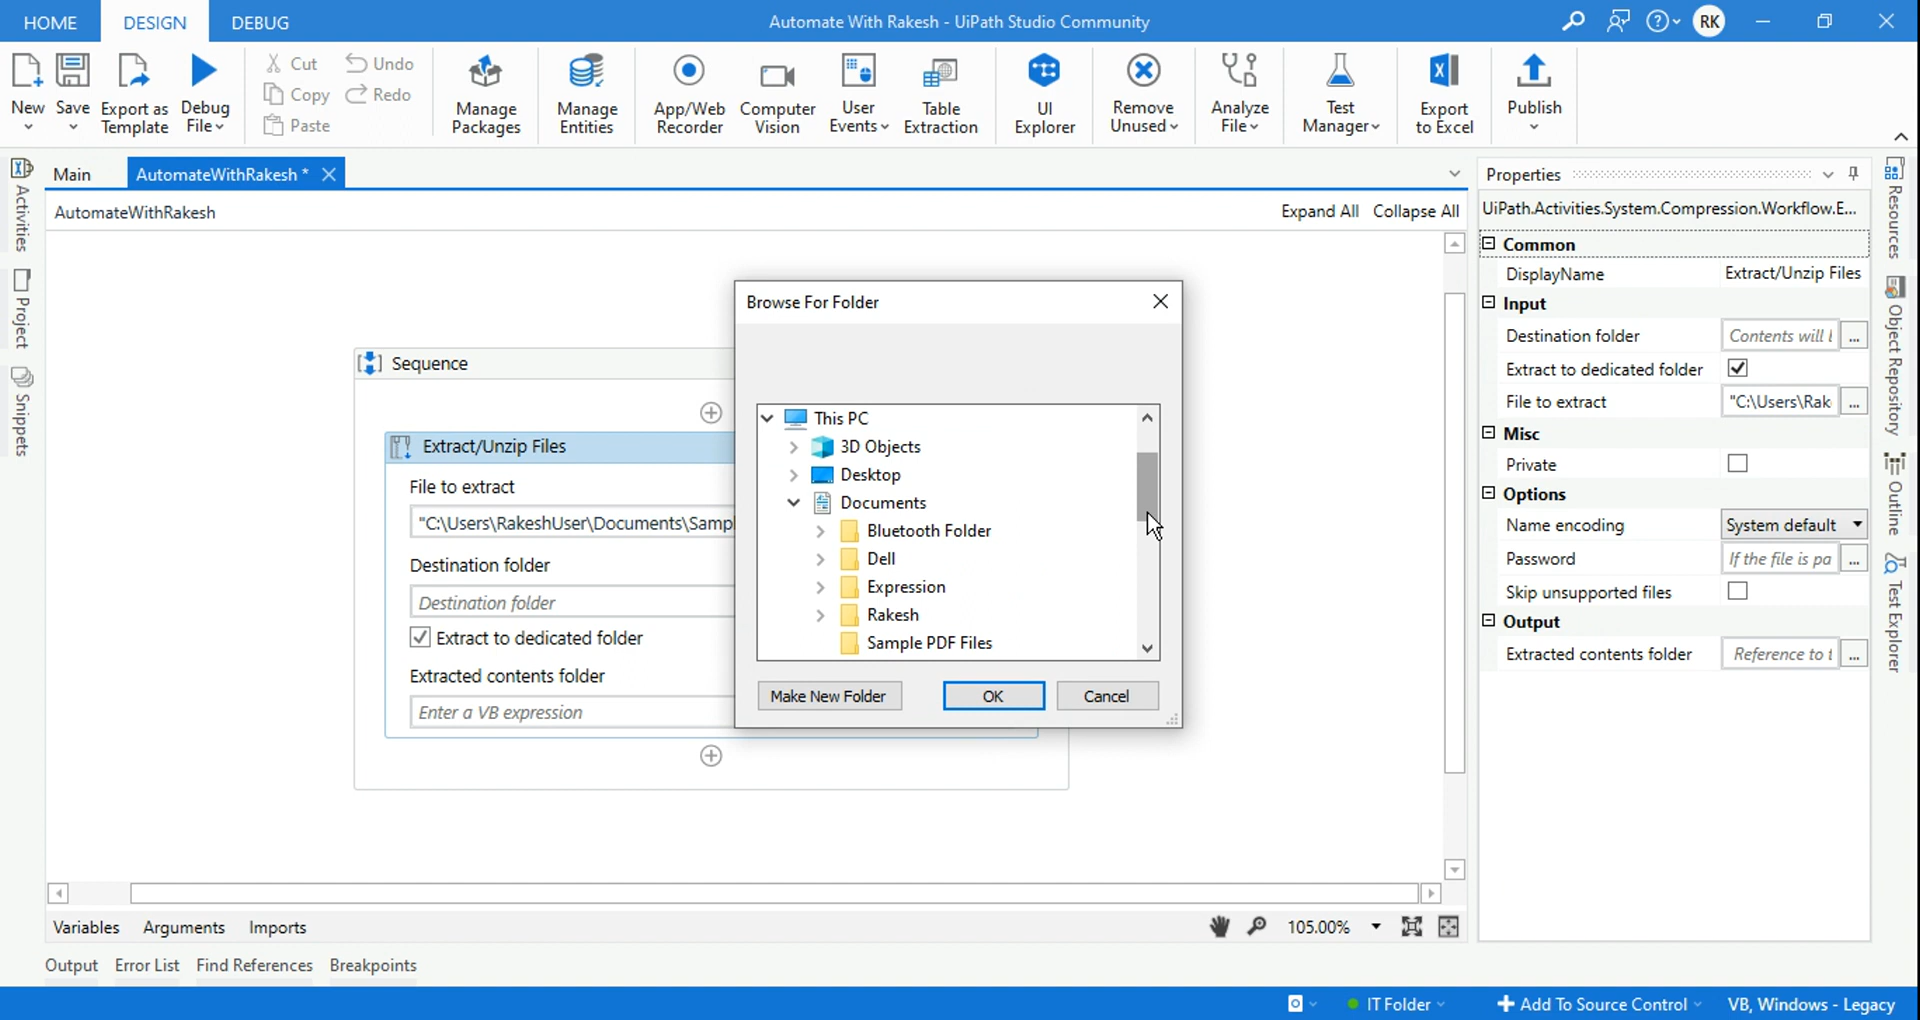 HOME DESIGN DEBUG Automate With Rakesh - UiPath Studio Community RK
New Save Export as Template Debug File
Cut Copy Paste Undo Redo
Manage Packages
Manage Entities
App/Web Recorder
Computer Vision
User Events
Table Extraction
UI Explorer
Remove Unused
Analyze File
Test Manager
Export to Excel
Publish
Activities
Project
Snippets
Main AutomateWithRakesh *
AutomateWithRakesh Expand All Collapse All
Sequence
Extract/Unzip Files
File to extract
"C:\Users\RakeshUser\Documents\Sampl
Destination folder
Destination folder
Extract to dedicated folder
Extracted contents folder
Enter a VB expression
Browse For Folder
This PC
3D Objects
Desktop
Documents
Bluetooth Folder
Dell
Expression
Rakesh
Sample PDF Files
Make New Folder OK Cancel
Properties
UiPath.Activities.System.Compression.Workflow.E...
Common
DisplayName Extract/Unzip Files
Input
Destination folder Contents will ...
Extract to dedicated folder
File to extract "C:\Users\Rak ...
Misc
Private
Options
Name encoding System default
Password If the file is pa ...
Skip unsupported files
Output
Extracted contents folder Reference to t ...
Resources
Object Repository
Outline
Test Explorer
Variables Arguments Imports 105.00%
Output Error List Find References Breakpoints
IT Folder Add To Source Control VB, Windows - Legacy